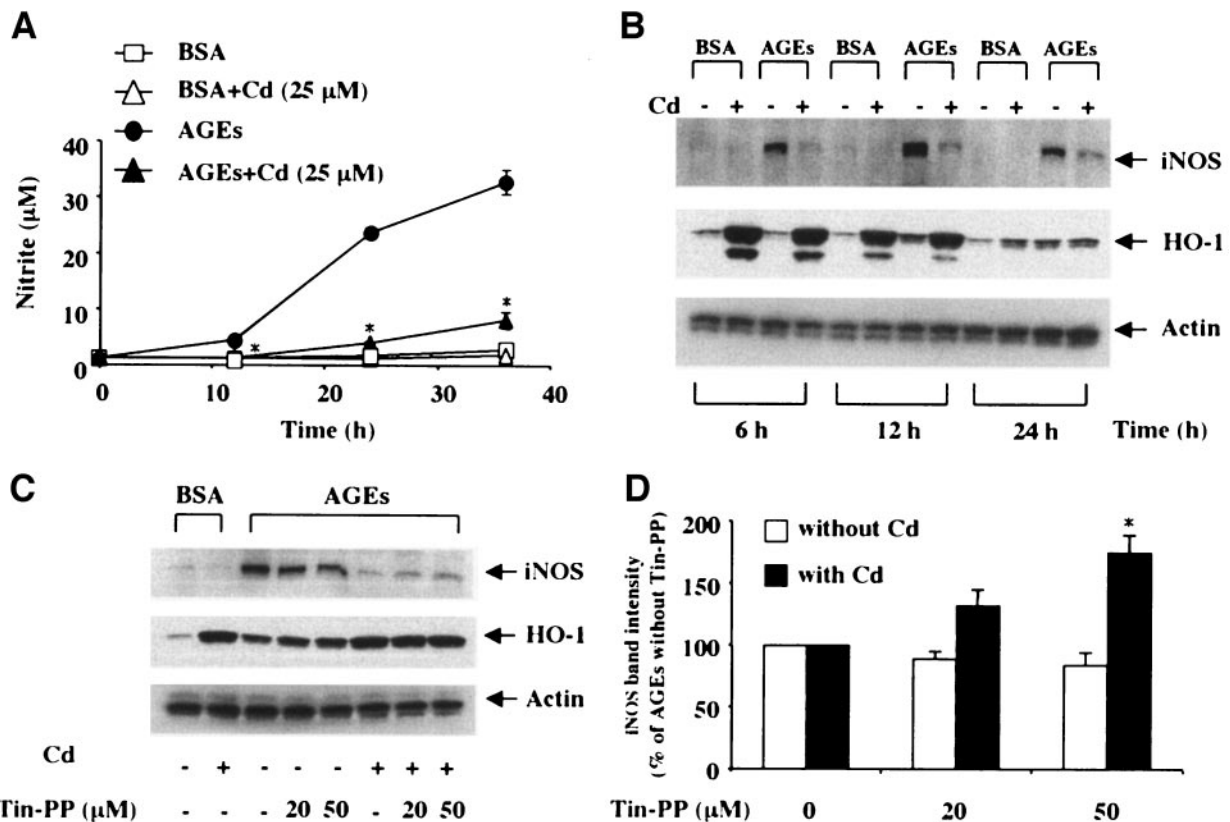 A
BSA
BSA+Cd (25 µM)
AGEs
AGEs+Cd (25 µM)
Nitrite (µM)
40
30
20
10
0
*
*
*
0 10 20 30 40
Time (h)
B
BSA AGEs BSA AGEs BSA AGEs
Cd - + - + - + - + - + - +
iNOS
HO-1
Actin
6 h 12 h 24 h Time (h)
C
BSA AGEs
iNOS
HO-1
Actin
Cd - + - - - + + +
Tin-PP (µM) - - - 20 50 - 20 50
D
iNOS band intensity
(% of AGEs without Tin-PP)
200
150
100
50
0
without Cd
with Cd
*
Tin-PP (µM) 0 20 50